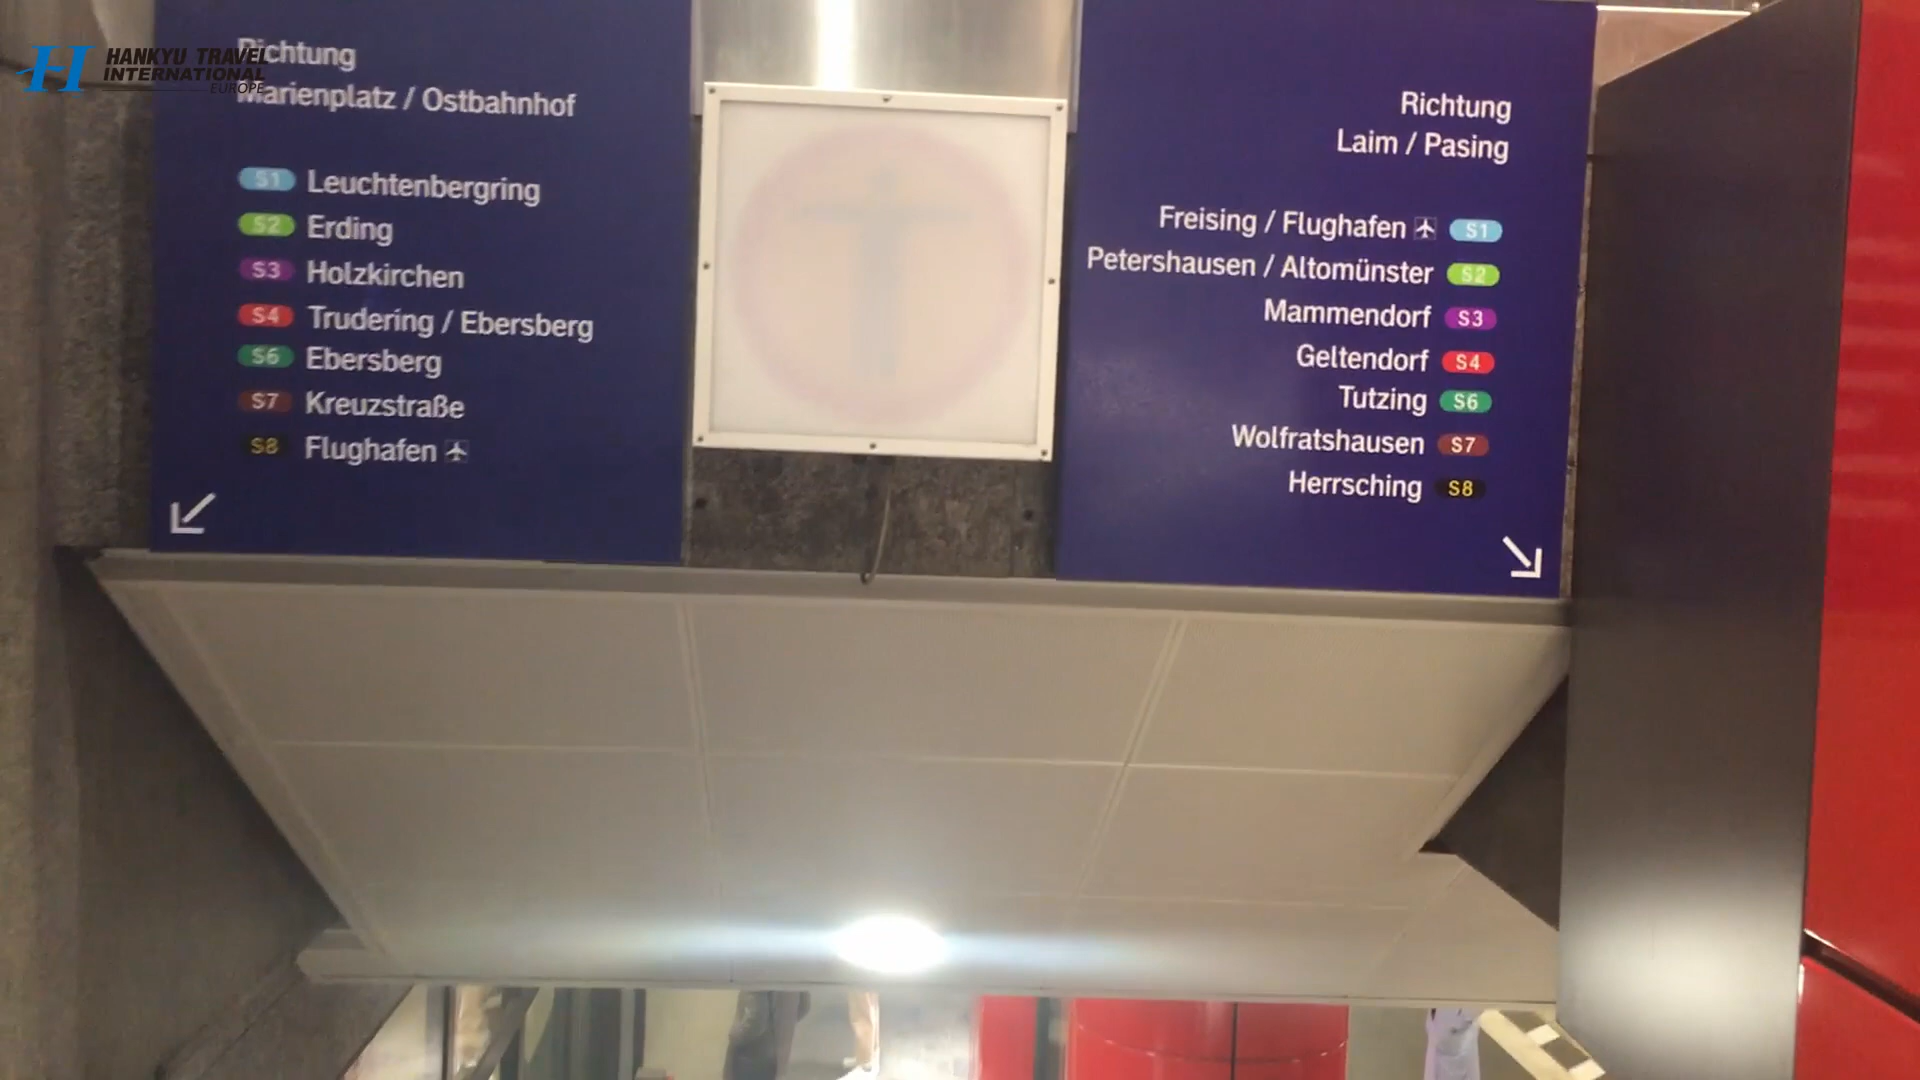 HANKYU TRAVEL
INTERNATIONAL
EUROPE
Richtung
Marienplatz / Ostbahnhof
S1 Leuchtenbergring
S2 Erding
S3 Holzkirchen
S4 Trudering / Ebersberg
S6 Ebersberg
S7 Kreuzstraße
S8 Flughafen
Richtung
Laim / Pasing
Freising / Flughafen S1
Petershausen / Altomünster S2
Mammendorf S3
Geltendorf S4
Tutzing S6
Wolfratshausen S7
Herrsching S8